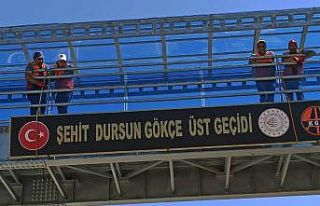 ŞEHİT DURSUN GÖKÇE ÜST GEÇİDİ